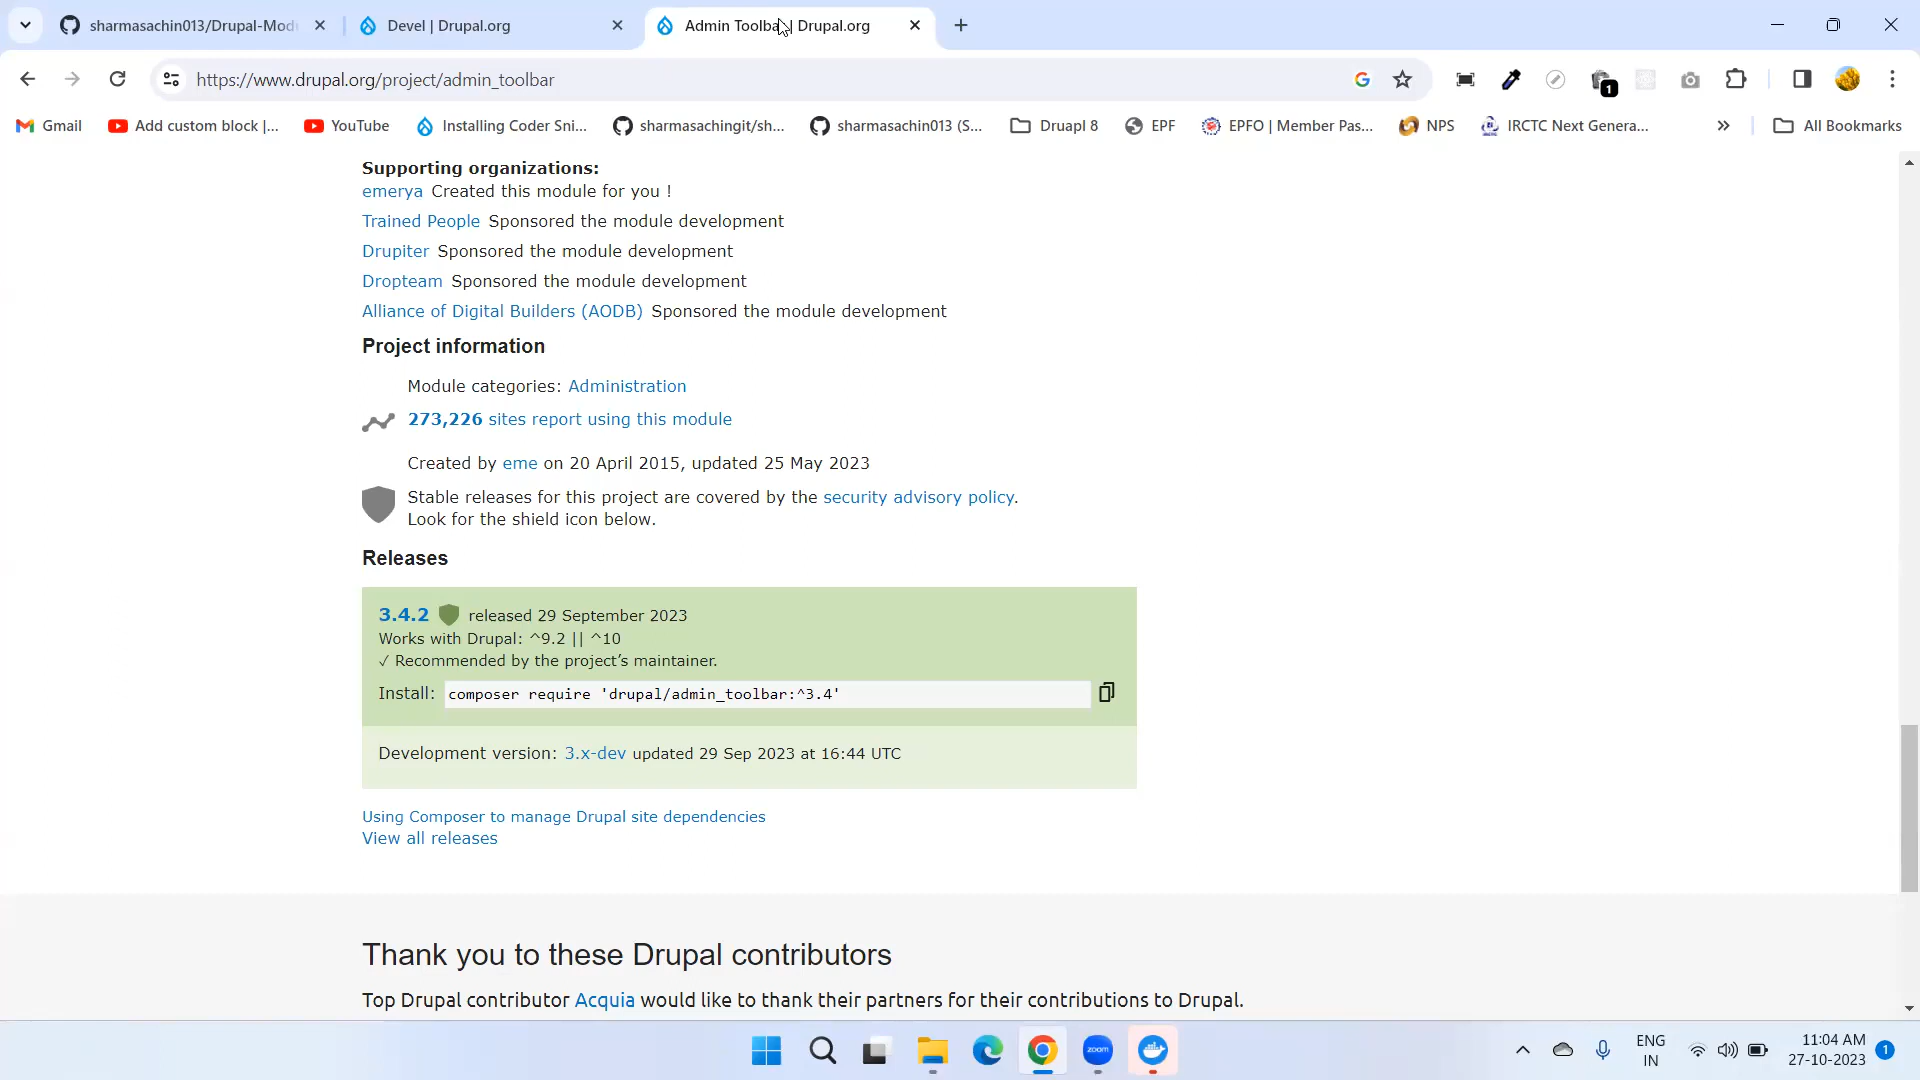 sharmasachin013/Drupal-Mod
Devel | Drupal.org
Admin Toolba | Drupal.org
https://www.drupal.org/project/admin_toolbar
1
Gmail
Add custom block |...
YouTube
Installing Coder Sni...
sharmasachingit/sh...
sharmasachin013 (S...
Druapl 8
EPF
EPFO | Member Pas...
NPS
IRCTC Next Genera...
All Bookmarks
Supporting organizations:
emerya Created this module for you !
Trained People Sponsored the module development
Drupiter Sponsored the module development
Dropteam Sponsored the module development
Alliance of Digital Builders (AODB) Sponsored the module development
Project information
Module categories: Administration
273,226 sites report using this module
Created by eme on 20 April 2015, updated 25 May 2023
Stable releases for this project are covered by the security advisory policy.
Look for the shield icon below.
Releases
3.4.2 released 29 September 2023
Works with Drupal: ^9.2 || ^10
✓ Recommended by the project’s maintainer.
Install: composer require 'drupal/admin_toolbar:^3.4'
Development version: 3.x-dev updated 29 Sep 2023 at 16:44 UTC
Using Composer to manage Drupal site dependencies
View all releases
Thank you to these Drupal contributors
Top Drupal contributor Acquia would like to thank their partners for their contributions to Drupal.
zoom
ENG
IN
11:04 AM
27-10-2023
1